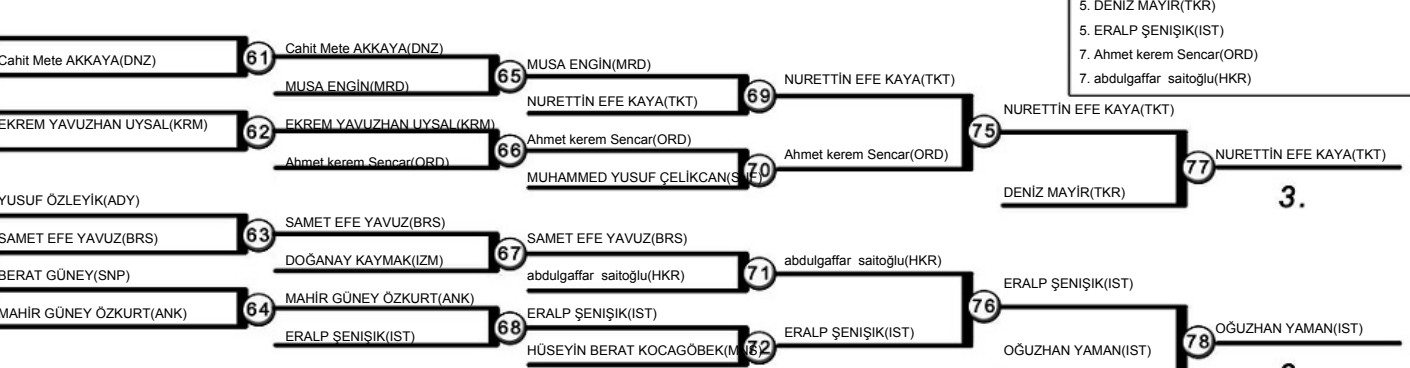 5. DENİZ MAYİR(TKR)
5. ERALP ŞENIŞIK(IST)
7. Ahmet kerem Sencar(ORD)
7. abdulgaffar saitoğlu(HKR)
Cahit Mete AKKAYA(DNZ)
61
EKREM YAVUZHAN UYSAL(KRM)
62
YUSUF ÖZLEYİK(ADY)
SAMET EFE YAVUZ(BRS)
63
BERAT GÜNEY(SNP)
MAHİR GÜNEY ÖZKURT(ANK)
64
Cahit Mete AKKAYA(DNZ)
MUSA ENGİN(MRD)
65
EKREM YAVUZHAN UYSAL(KRM)
Ahmet kerem Sencar(ORD)
66
SAMET EFE YAVUZ(BRS)
DOĞANAY KAYMAK(IZM)
67
MAHİR GÜNEY ÖZKURT(ANK)
ERALP ŞENIŞIK(IST)
68
MUSA ENGİN(MRD)
NURETTİN EFE KAYA(TKT)
69
Ahmet kerem Sencar(ORD)
MUHAMMED YUSUF
70
SAMET EFE YAVUZ(BRS)
abdulgaffar saitoğlu(HKR)
71
ERALP ŞENIŞIK(IST)
HÜSEYİN BERAT
72
NURETTİN EFE KAYA(TKT)
Ahmet kerem Sencar(ORD)
75
abdulgaffar saitoğlu(HKR)
ERALP ŞENIŞIK(IST)
76
NURETTİN EFE KAYA(TKT)
DENİZ MAYİR(TKR)
77
ERALP ŞENIŞIK(IST)
OĞUZHAN YAMAN(IST)
78
NURETTİN EFE KAYA(TKT)
3.
OĞUZHAN YAMAN(IST)